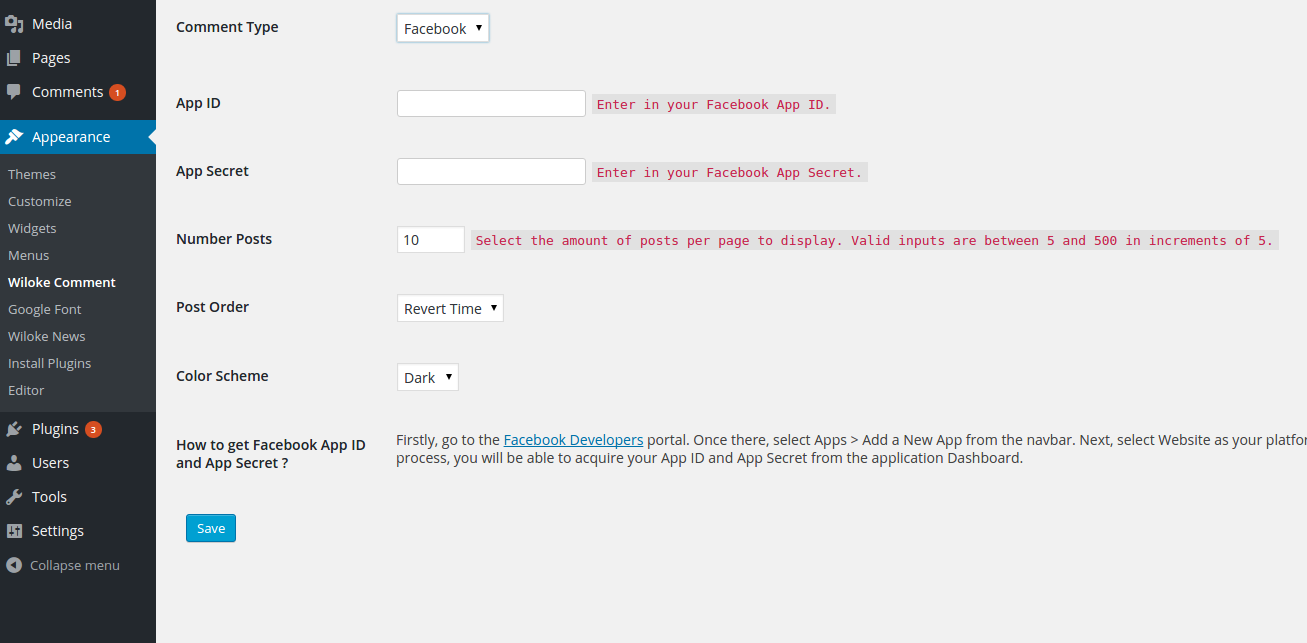 Media
Pages
Comments 1
Appearance
Themes
Customize
Widgets
Menus
Wiloke Comment
Google Font
Wiloke News
Install Plugins
Editor
Plugins 3
Users
Tools
Settings
Collapse menu
Comment Type Facebook
App ID Enter in your Facebook App ID.
App Secret Enter in your Facebook App Secret.
Number Posts 10 Select the amount of posts per page to display. Valid inputs are between 5 and 500 in increments of 5.
Post Order Revert Time
Color Scheme Dark
How to get Facebook App ID
and App Secret ?
Firstly, go to the Facebook Developers portal. Once there, select Apps > Add a New App from the navbar. Next, select Website as your platfor
process, you will be able to acquire your App ID and App Secret from the application Dashboard.
Save